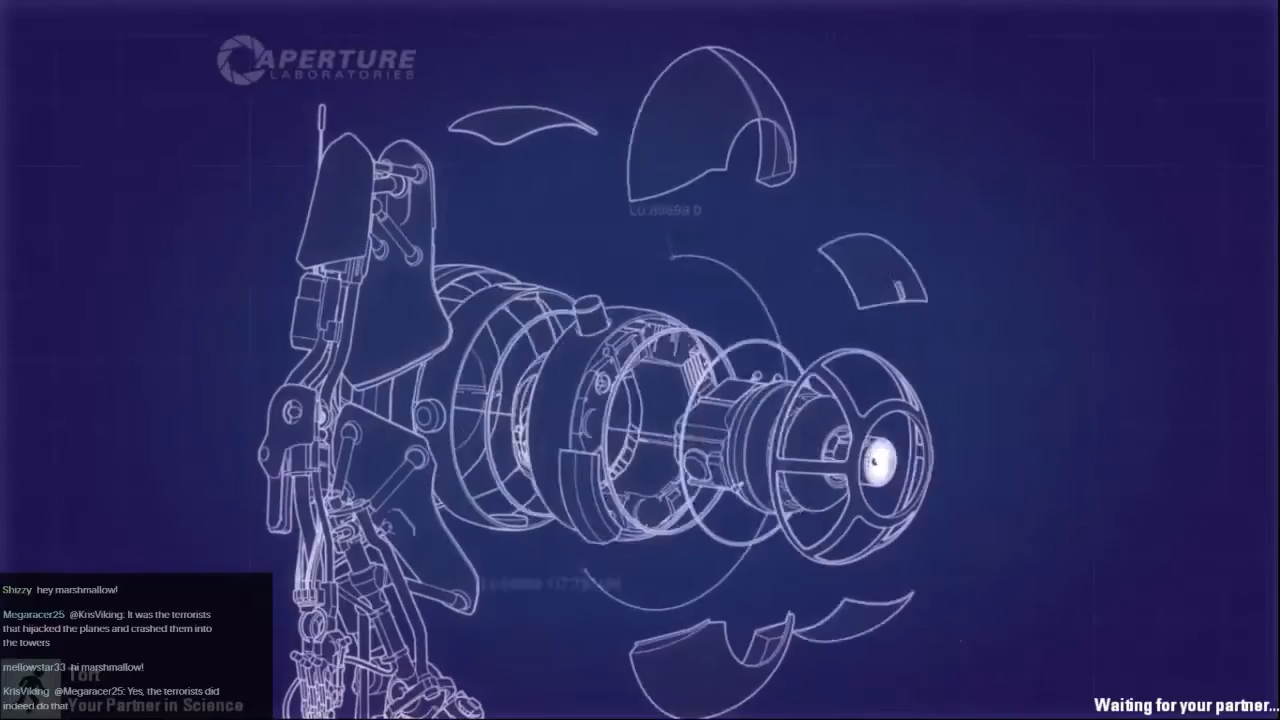 APERTURE
LABORATORIES
Shizzy hey marshmallow!
Megaracer25 @KrisViking: It was the terrorists
that hijacked the planes and crashed them into
the towers
mellowstar33 hi marshmallow!
Tort
KrisViking @Megaracer25: Yes, the terrorists did
indeed do that
Your Partner in Science
Waiting for your partner...